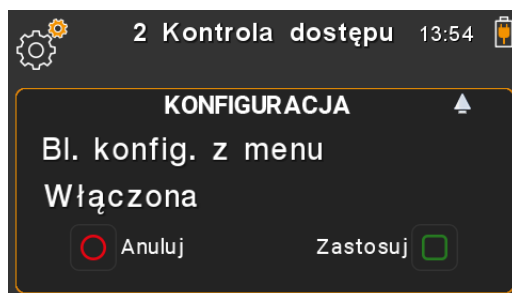 2 Kontrola dostępu 13:54
KONFIGURACJA
Bl. konfig. z menu
Włączona
Anuluj Zastosuj